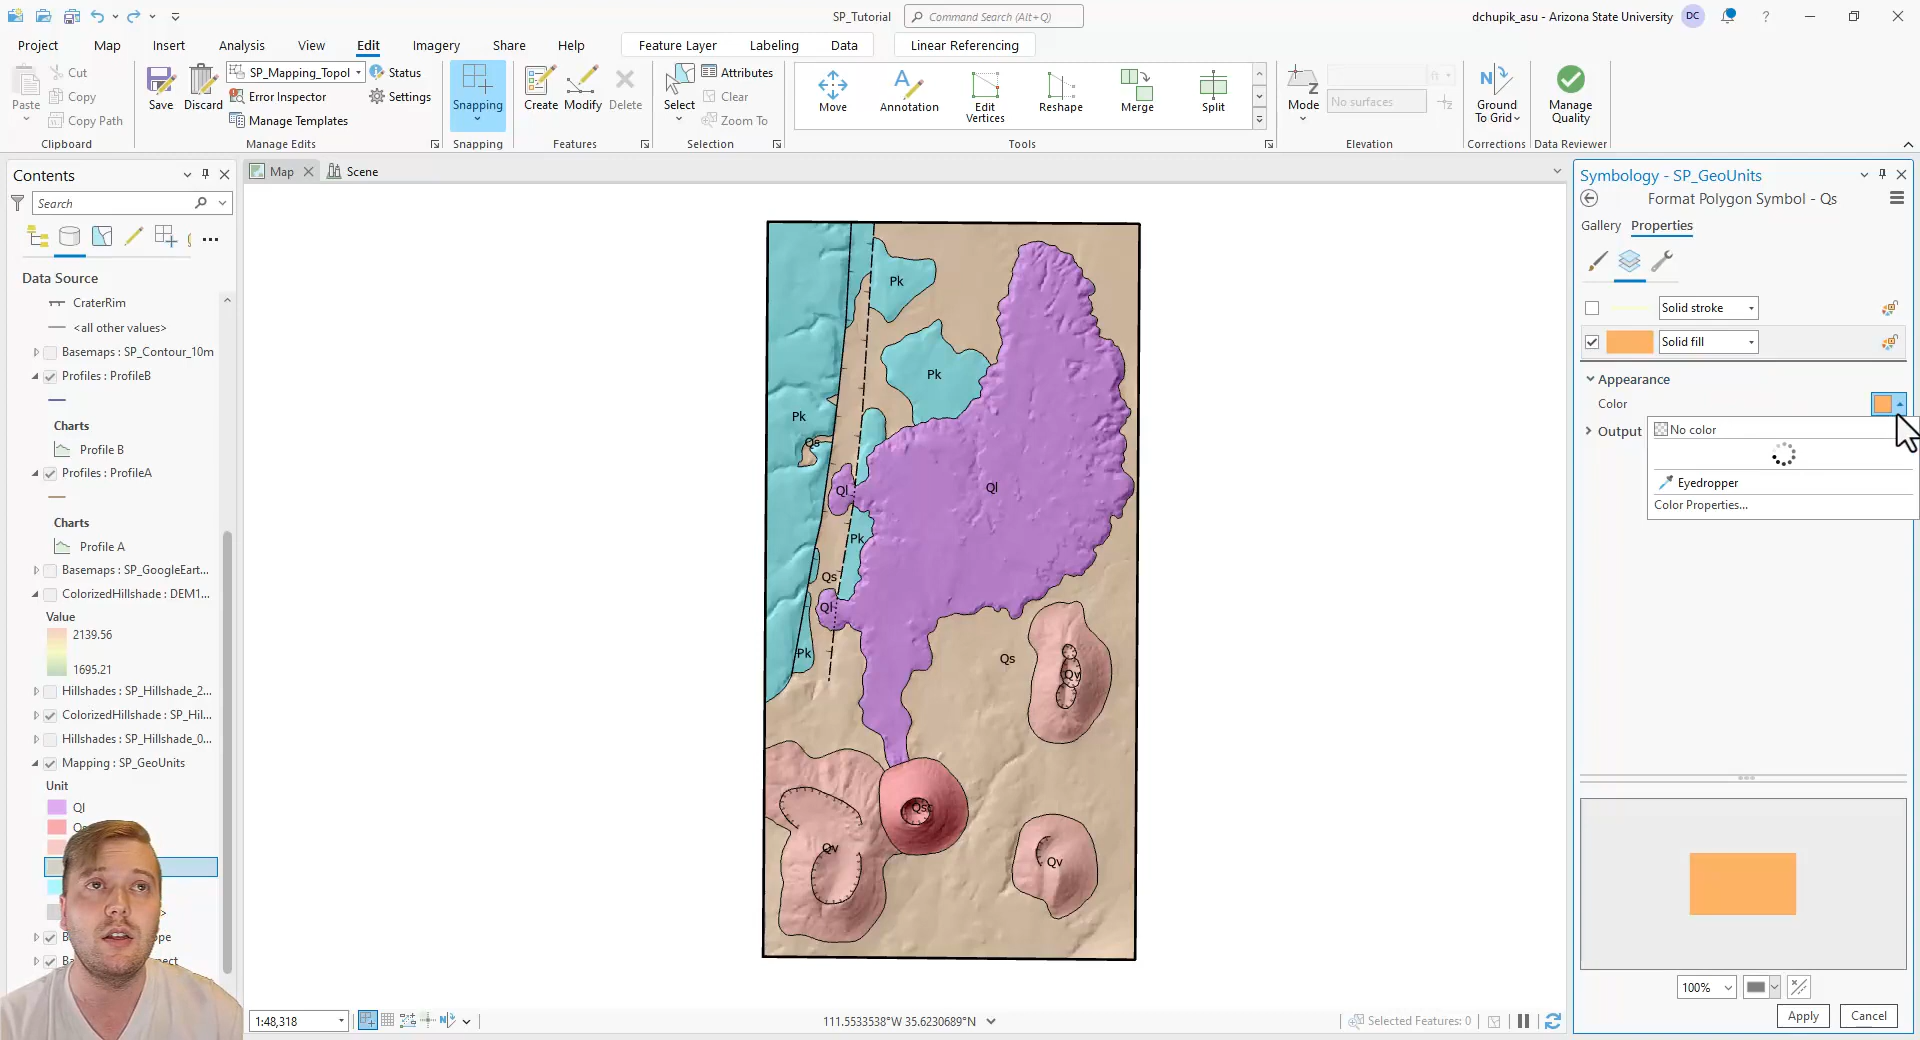 SP_Tutorial
Command Search (Alt+Q)
dchupik_asu - Arizona State University
DC
Project
Map
Insert
Analysis
View
Edit
Imagery
Share
Help
Feature Layer
Labeling
Data
Linear Referencing
Paste
Cut
Copy
Copy Path
Clipboard
Save
Discard
SP_Mapping_Topol
Status
Error Inspector
Settings
Manage Templates
Manage Edits
Snapping
Snapping
Create
Modify
Delete
Features
Select
Attributes
Clear
Zoom To
Selection
Move
Annotation
Edit
Vertices
Reshape
Merge
Split
Tools
Mode
ft
No surfaces
Elevation
Ground
To Grid
Corrections
Manage
Quality
Data Reviewer
Contents
Search
Data Source
CraterRim
<all other values>
Basemaps : SP_Contour_10m
Profiles : ProfileB
Charts
Profile B
Profiles : ProfileA
Charts
Profile A
Basemaps : SP_GoogleEart...
ColorizedHillshade : DEM1...
Value
2139.56
1695.21
Hillshades : SP_Hillshade_2...
ColorizedHillshade : SP_Hil...
Hillshades : SP_Hillshade_0...
Mapping : SP_GeoUnits
Unit
Ql
Map
Scene
Pk
Pk
Pk
Qs
Ql
Ql
Pk
Qs
Ql
Pk
Qs
Qv
Qv
Qv
1:48,318
111.5533538°W 35.6230689°N
Selected Features: 0
Symbology - SP_GeoUnits
Format Polygon Symbol - Qs
Gallery
Properties
Solid stroke
Solid fill
Appearance
Color
Output
No color
Eyedropper
Color Properties...
100%
Apply
Cancel